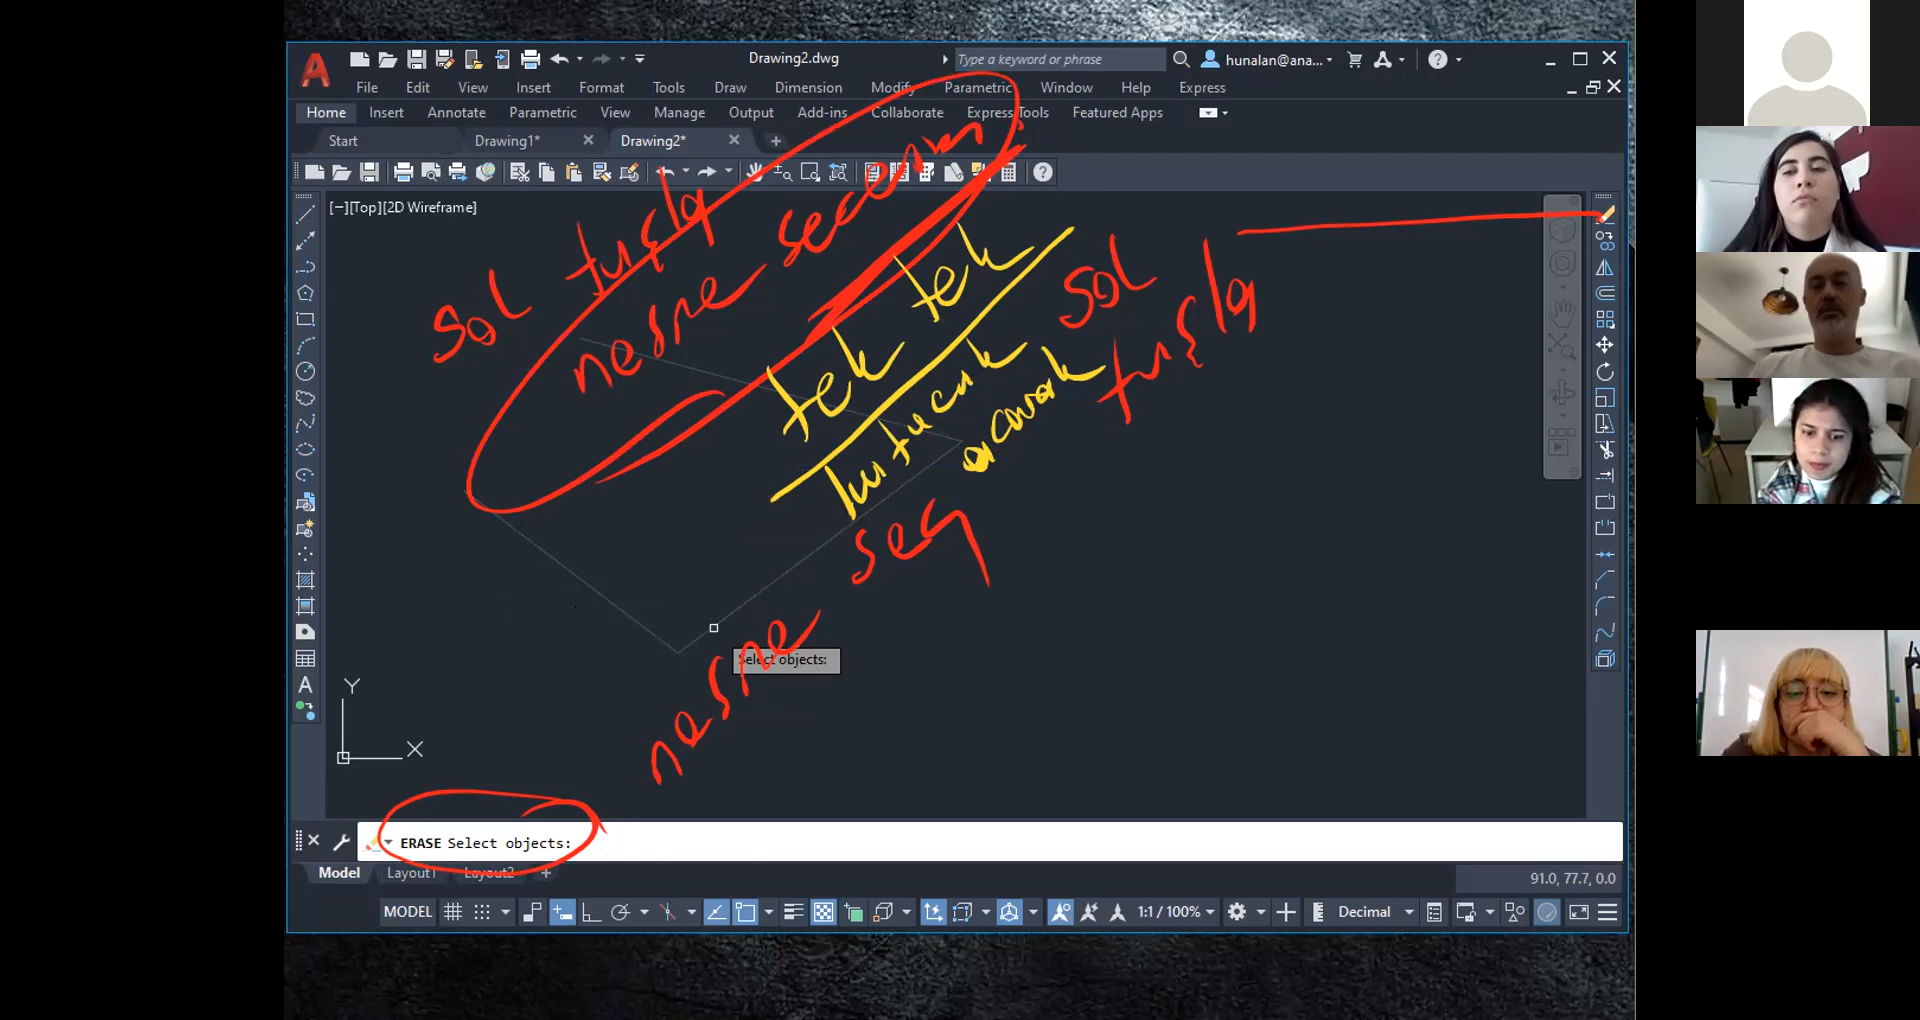 Drawing2.dwg
Type a keyword or phrase
hunalan@ana...
File Edit View Insert Format Tools Draw Dimension Modify Parametric Window Help Express
Home Insert Annotate Parametric View Manage Output Add-ins Collaborate Express Tools Featured Apps
Start Drawing1* Drawing2*
[−][Top][2D Wireframe]
sol tuşla
nesne seçersin
tek tek
tutucuk
sol
tuşla
nesne seç
Select objects:
Y
X
ERASE Select objects:
Model Layout1 Layout2 +
91.0, 77.7, 0.0
MODEL 1:1 / 100% Decimal